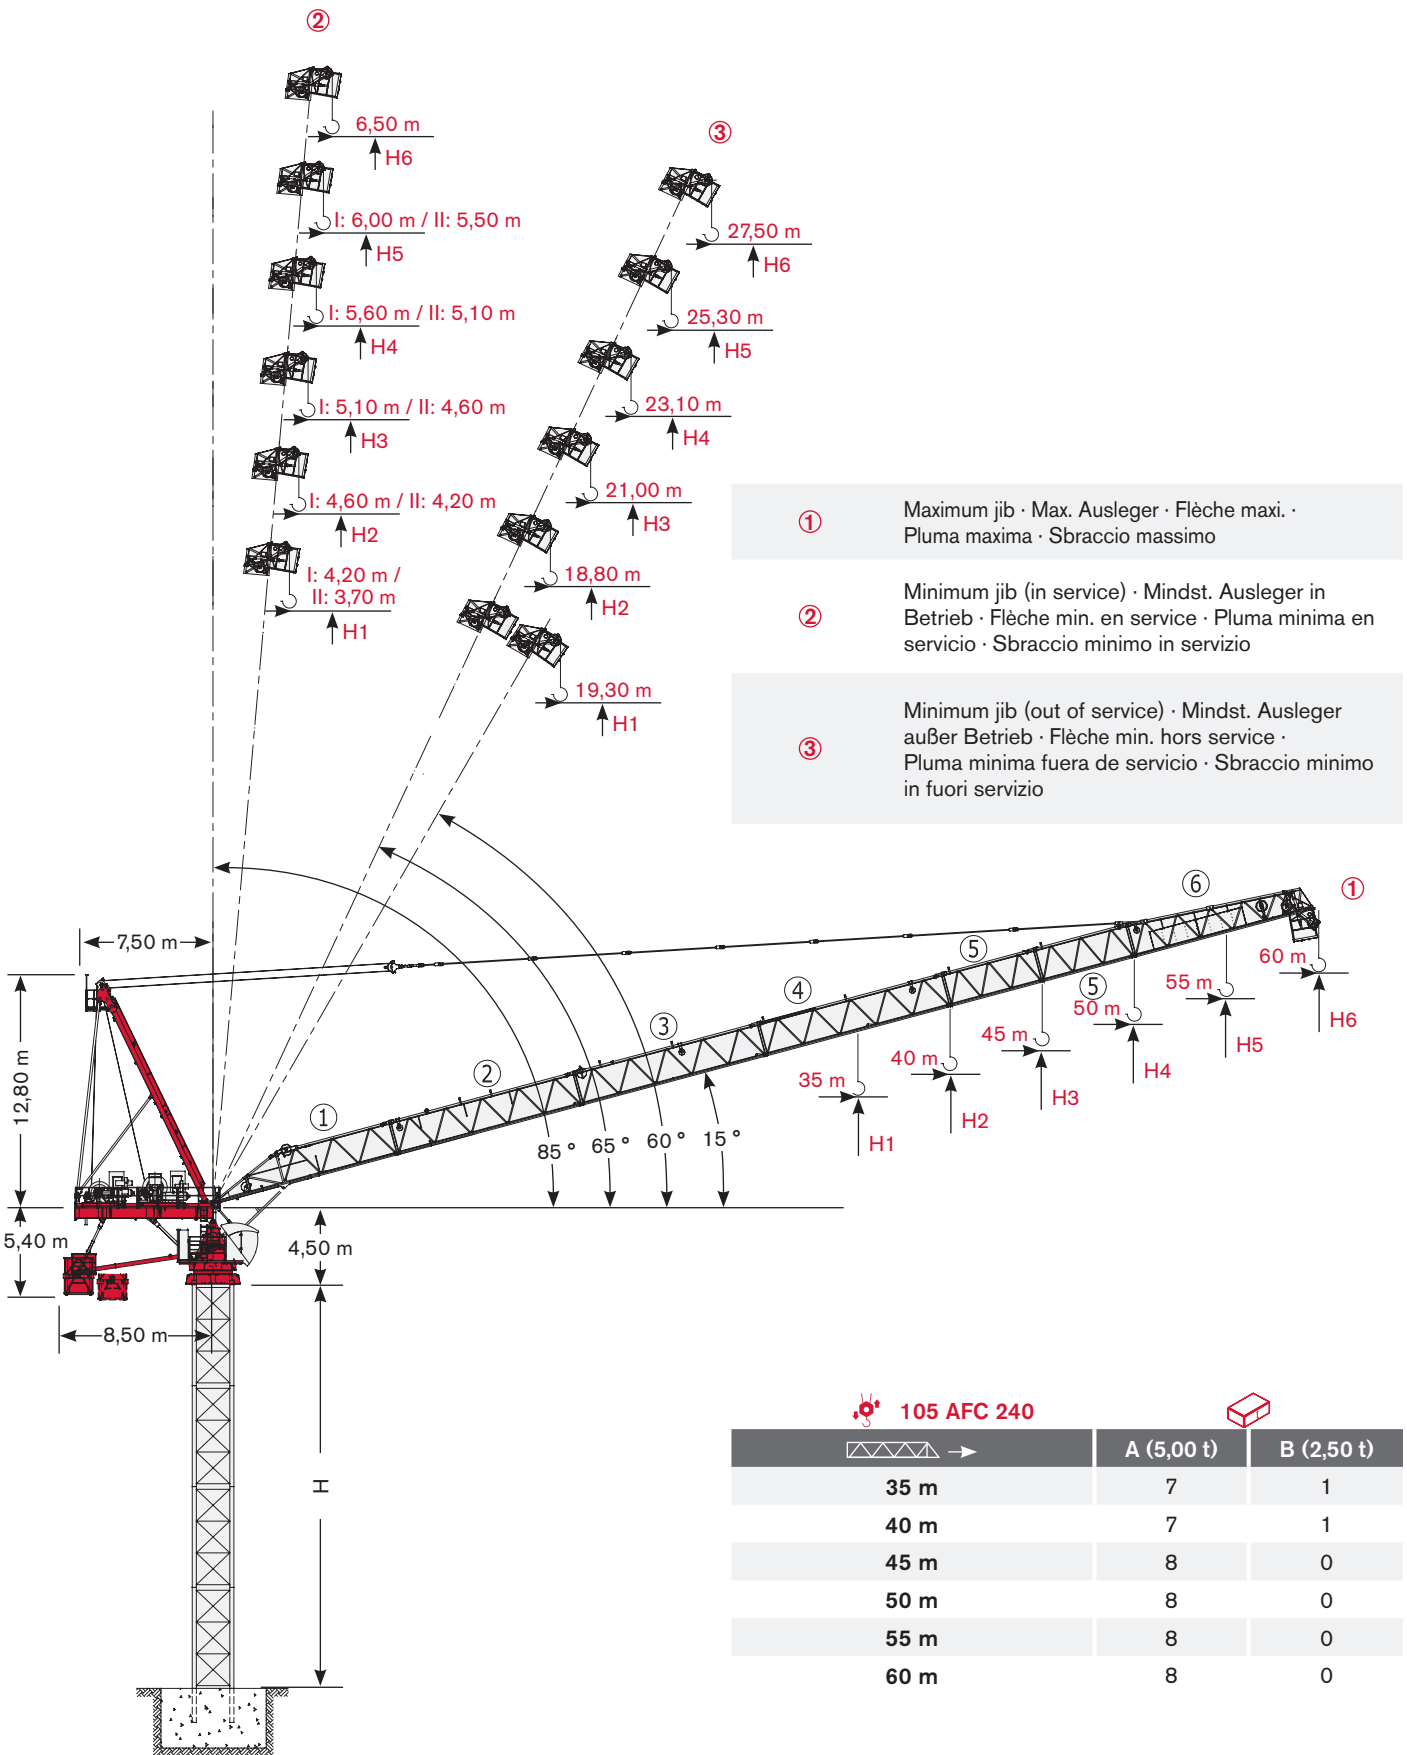 ②
6,50 m
H6
I: 6,00 m / II: 5,50 m
H5
I: 5,60 m / II: 5,10 m
H4
I: 5,10 m / II: 4,60 m
H3
I: 4,60 m / II: 4,20 m
H2
I: 4,20 m /
II: 3,70 m
H1
③
27,50 m
H6
25,30 m
H5
23,10 m
H4
21,00 m
H3
18,80 m
H2
19,30 m
H1
①
Maximum jib · Max. Ausleger · Flèche maxi. ·
Pluma maxima · Sbraccio massimo
②
Minimum jib (in service) · Mindst. Ausleger in
Betrieb · Flèche min. en service · Pluma minima en
servicio · Sbraccio minimo in servizio
③
Minimum jib (out of service) · Mindst. Ausleger
außer Betrieb · Flèche min. hors service ·
Pluma minima fuera de servicio · Sbraccio minimo
in fuori servizio
7,50 m
12,80 m
5,40 m
8,50 m
4,50 m
H
①
②
③
④
⑤
⑤
⑥
①
85 °
65 °
60 °
15 °
35 m
H1
40 m
H2
45 m
H3
50 m
H4
55 m
H5
60 m
H6
105 AFC 240
A (5,00 t) B (2,50 t)
35 m 7 1
40 m 7 1
45 m 8 0
50 m 8 0
55 m 8 0
60 m 8 0